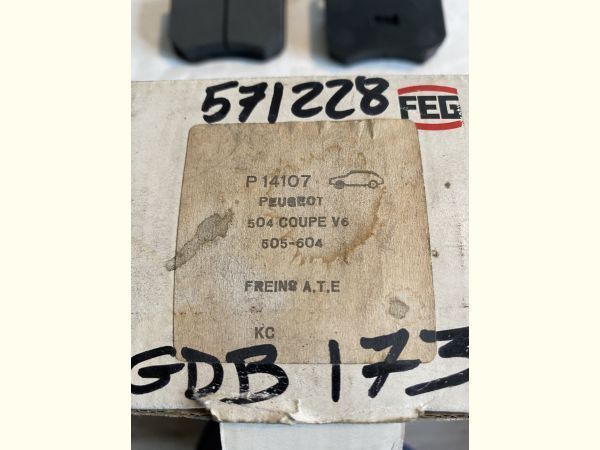 571228 FEG
P 14107
PEUGEOT
504 COUPE V6
505-604
FREINS A.T.E
KC
GDB 173